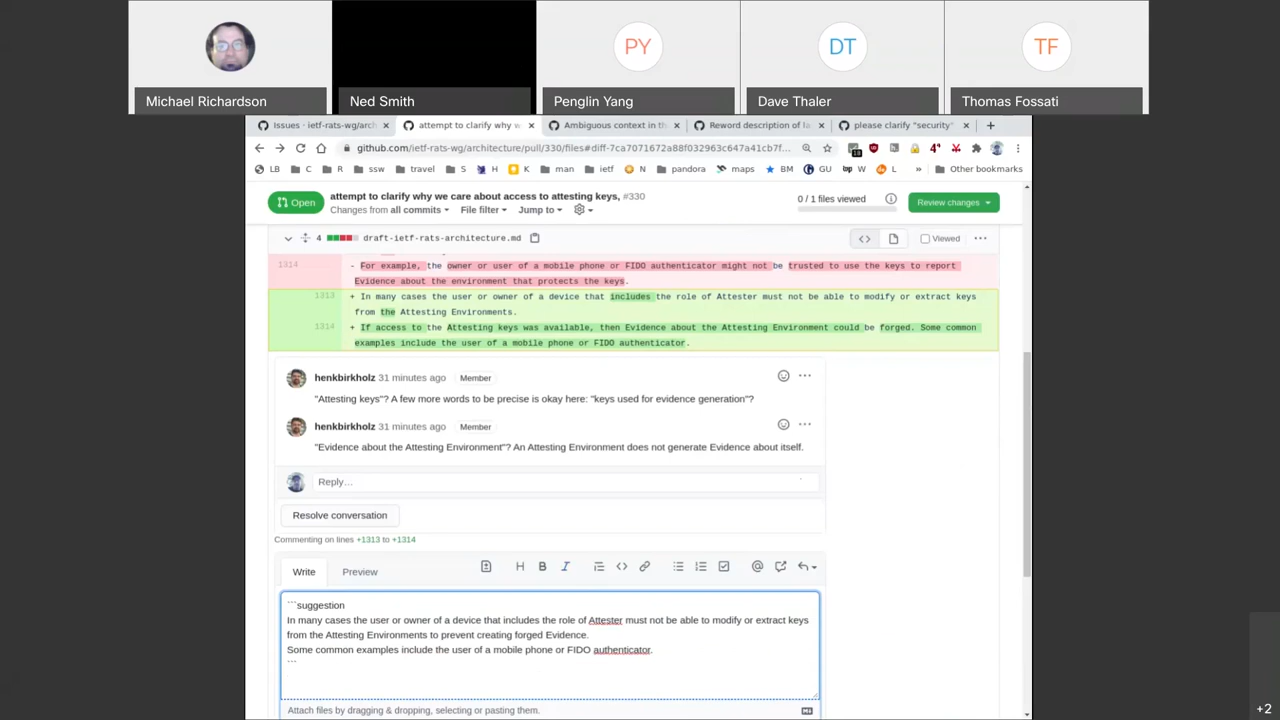 PY
DT
TF
Michael Richardson
Ned Smith
Penglin Yang
Dave Thaler
Thomas Fossati
Issues · ietf-rats-wg/arch
attempt to clarify why w
Ambiguous context in th
Reword description of la
please clarify "security"
github.com/ietf-rats-wg/architecture/pull/330/files#diff-7ca7071672a88f032963c647a41cb7f...
LB C R ssw travel S H K man ietf N pandora maps BM GU W L » Other bookmarks
Open
attempt to clarify why we care about access to attesting keys, #330
Changes from all commits File filter Jump to
0 / 1 files viewed
Review changes
4 draft-ietf-rats-architecture.md
Viewed
1314 - For example, the owner or user of a mobile phone or FIDO authenticator might not be trusted to use the keys to report
Evidence about the environment that protects the keys.
1313 + In many cases the user or owner of a device that includes the role of Attester must not be able to modify or extract keys
from the Attesting Environments.
1314 + If access to the Attesting keys was available, then Evidence about the Attesting Environment could be forged. Some common
examples include the user of a mobile phone or FIDO authenticator.
henkbirkholz 31 minutes ago Member
"Attesting keys"? A few more words to be precise is okay here: "keys used for evidence generation"?
henkbirkholz 31 minutes ago Member
"Evidence about the Attesting Environment"? An Attesting Environment does not generate Evidence about itself.
Reply…
Resolve conversation
Commenting on lines +1313 to +1314
Write Preview
```suggestion
In many cases the user or owner of a device that includes the role of Attester must not be able to modify or extract keys
from the Attesting Environments to prevent creating forged Evidence.
Some common examples include the user of a mobile phone or FIDO authenticator.
```
Attach files by dragging & dropping, selecting or pasting them.
+2